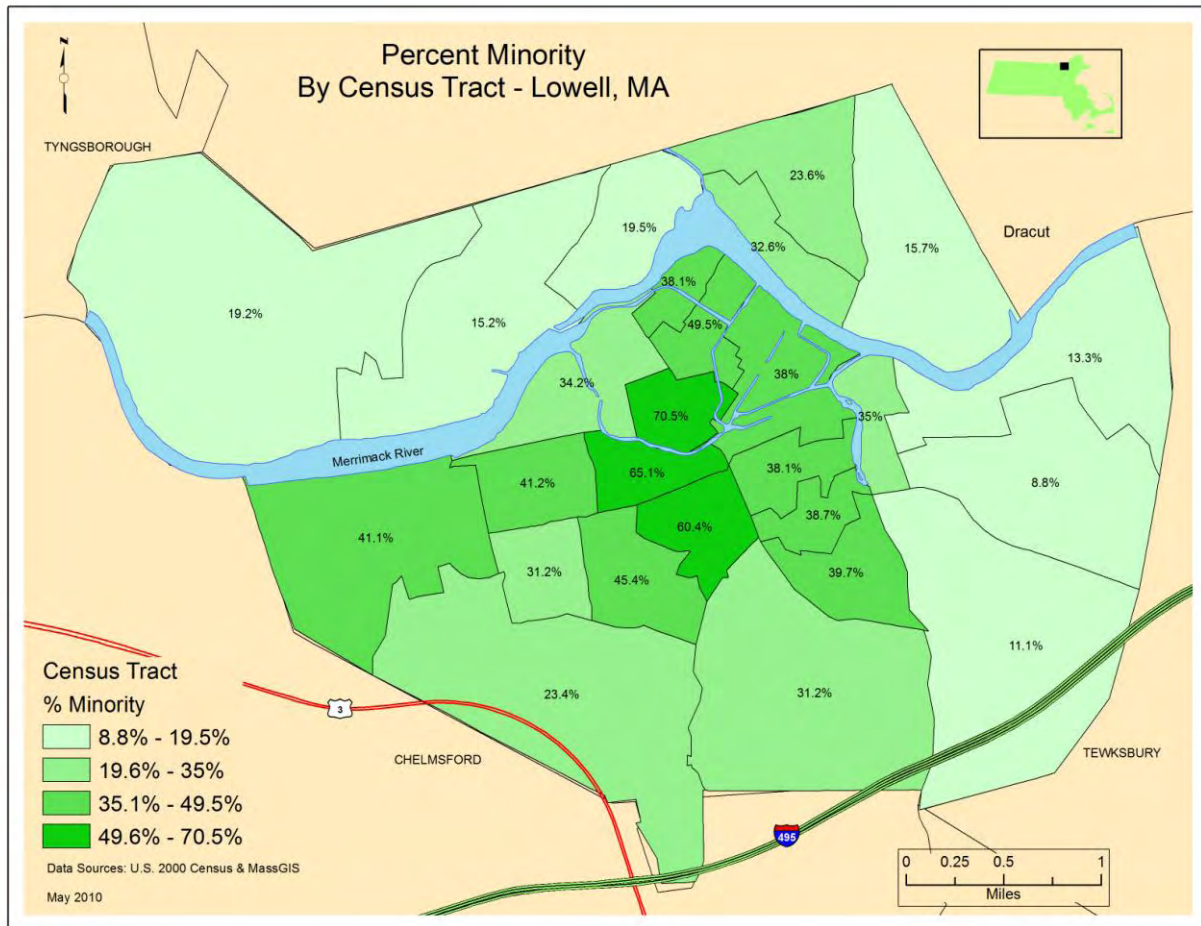 Percent Minority
By Census Tract - Lowell, MA
N
TYNGSBOROUGH
23.6%
19.5%
32.6%
15.7%
Dracut
38.1%
19.2%
15.2%
49.5%
13.3%
34.2%
38%
70.5%
35%
Merrimack River
65.1%
38.1%
41.2%
8.8%
38.7%
60.4%
41.1%
31.2%
45.4%
39.7%
11.1%
23.4%
31.2%
3
CHELMSFORD
TEWKSBURY
495
Census Tract
% Minority
8.8% - 19.5%
19.6% - 35%
35.1% - 49.5%
49.6% - 70.5%
Data Sources: U.S. 2000 Census & MassGIS
May 2010
0 0.25 0.5 1
Miles